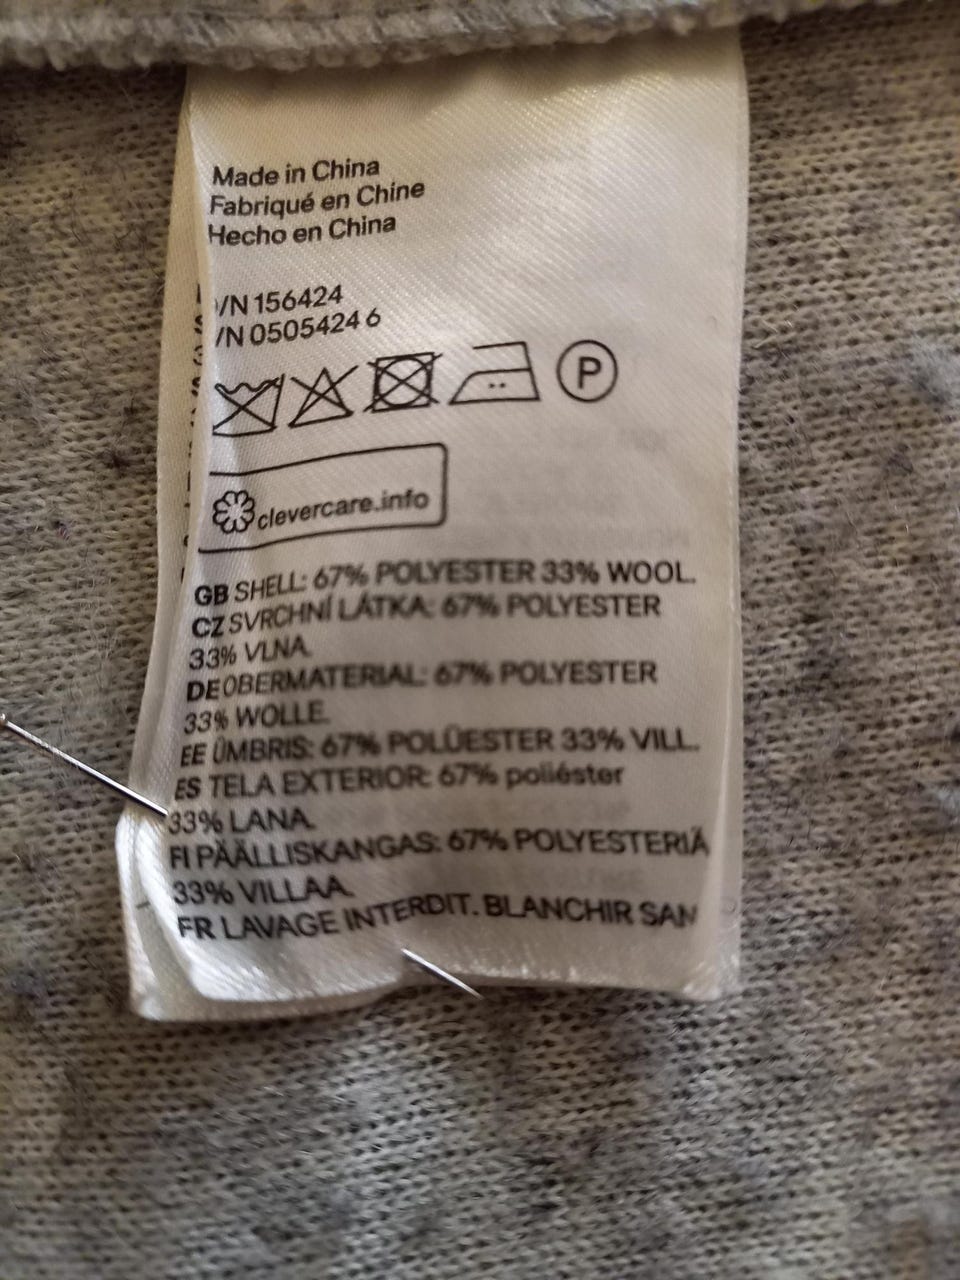 Made in China
Fabriqué en Chine
Hecho en China
/N 156424
/N 0505424 6
P
clevercare.info
GB SHELL: 67% POLYESTER 33% WOOL.
CZ SVRCHNÍ LÁTKA: 67% POLYESTER
33% VLNA.
DE OBERMATERIAL: 67% POLYESTER
33% WOLLE.
EE ÜMBRIS: 67% POLÜESTER 33% VILL.
ES TELA EXTERIOR: 67% poliéster
33% LANA.
FI PÄÄLLISKANGAS: 67% POLYESTERIÄ
33% VILLAA.
FR LAVAGE INTERDIT. BLANCHIR SAN